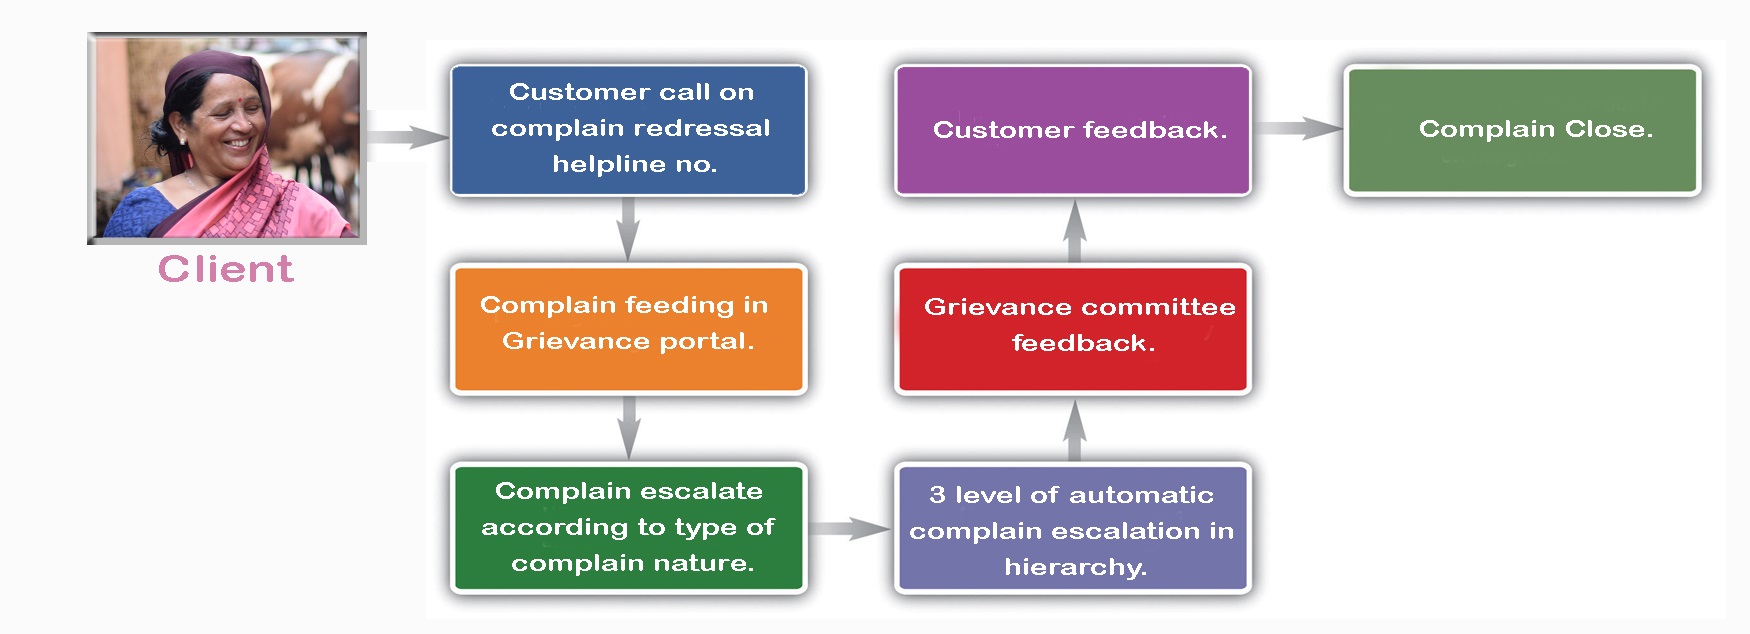 Client
Customer call on
complain redressal
helpline no.
Complain feeding in
Grievance portal.
Complain escalate
according to type of
complain nature.
3 level of automatic
complain escalation in
hierarchy.
Grievance committee
feedback.
Customer feedback.
Complain Close.